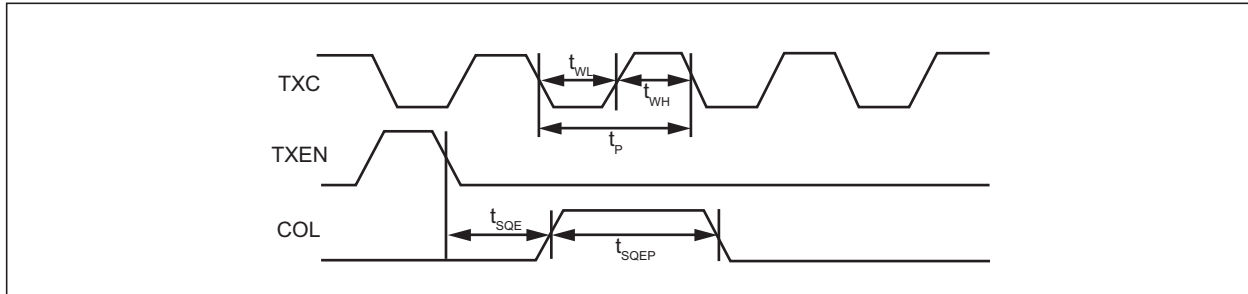 TXC
t_WL
t_WH
t_P
TXEN
COL
t_SQE
t_SQEP